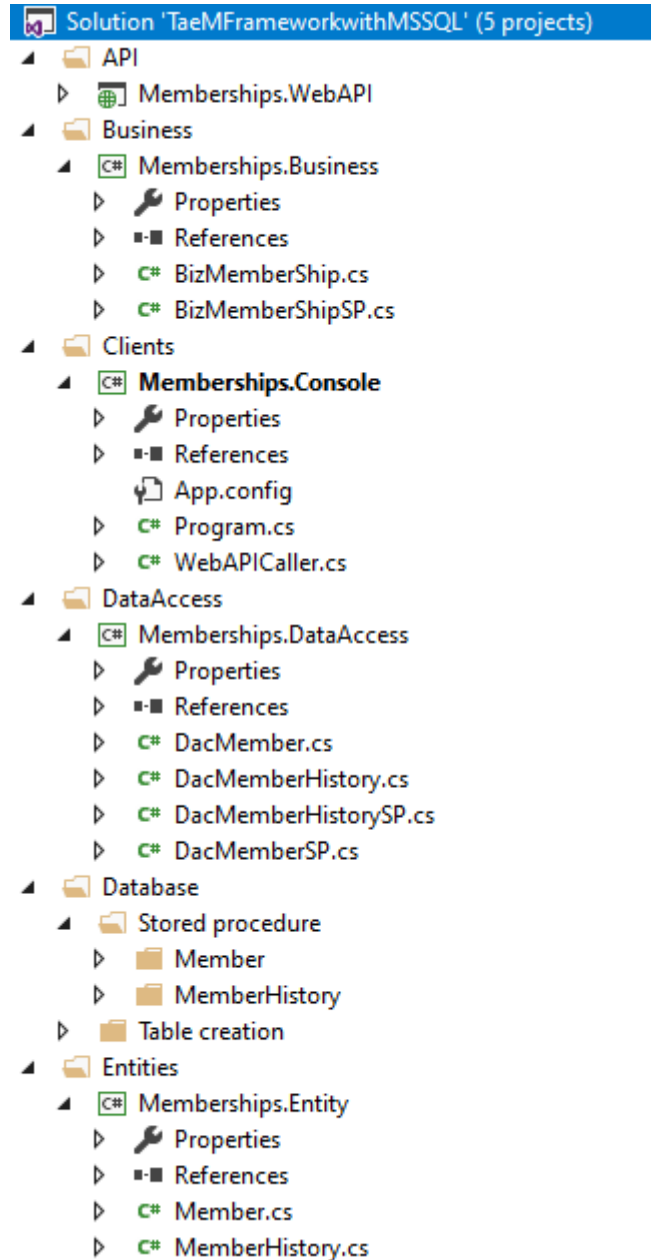 Solution 'TaeMFrameworkwithMSSQL' (5 projects)
API
Memberships.WebAPI
Business
C# Memberships.Business
Properties
References
C# BizMemberShip.cs
C# BizMemberShipSP.cs
Clients
C# Memberships.Console
Properties
References
App.config
C# Program.cs
C# WebAPICaller.cs
DataAccess
C# Memberships.DataAccess
Properties
References
C# DacMember.cs
C# DacMemberHistory.cs
C# DacMemberHistorySP.cs
C# DacMemberSP.cs
Database
Stored procedure
Member
MemberHistory
Table creation
Entities
C# Memberships.Entity
Properties
References
C# Member.cs
C# MemberHistory.cs